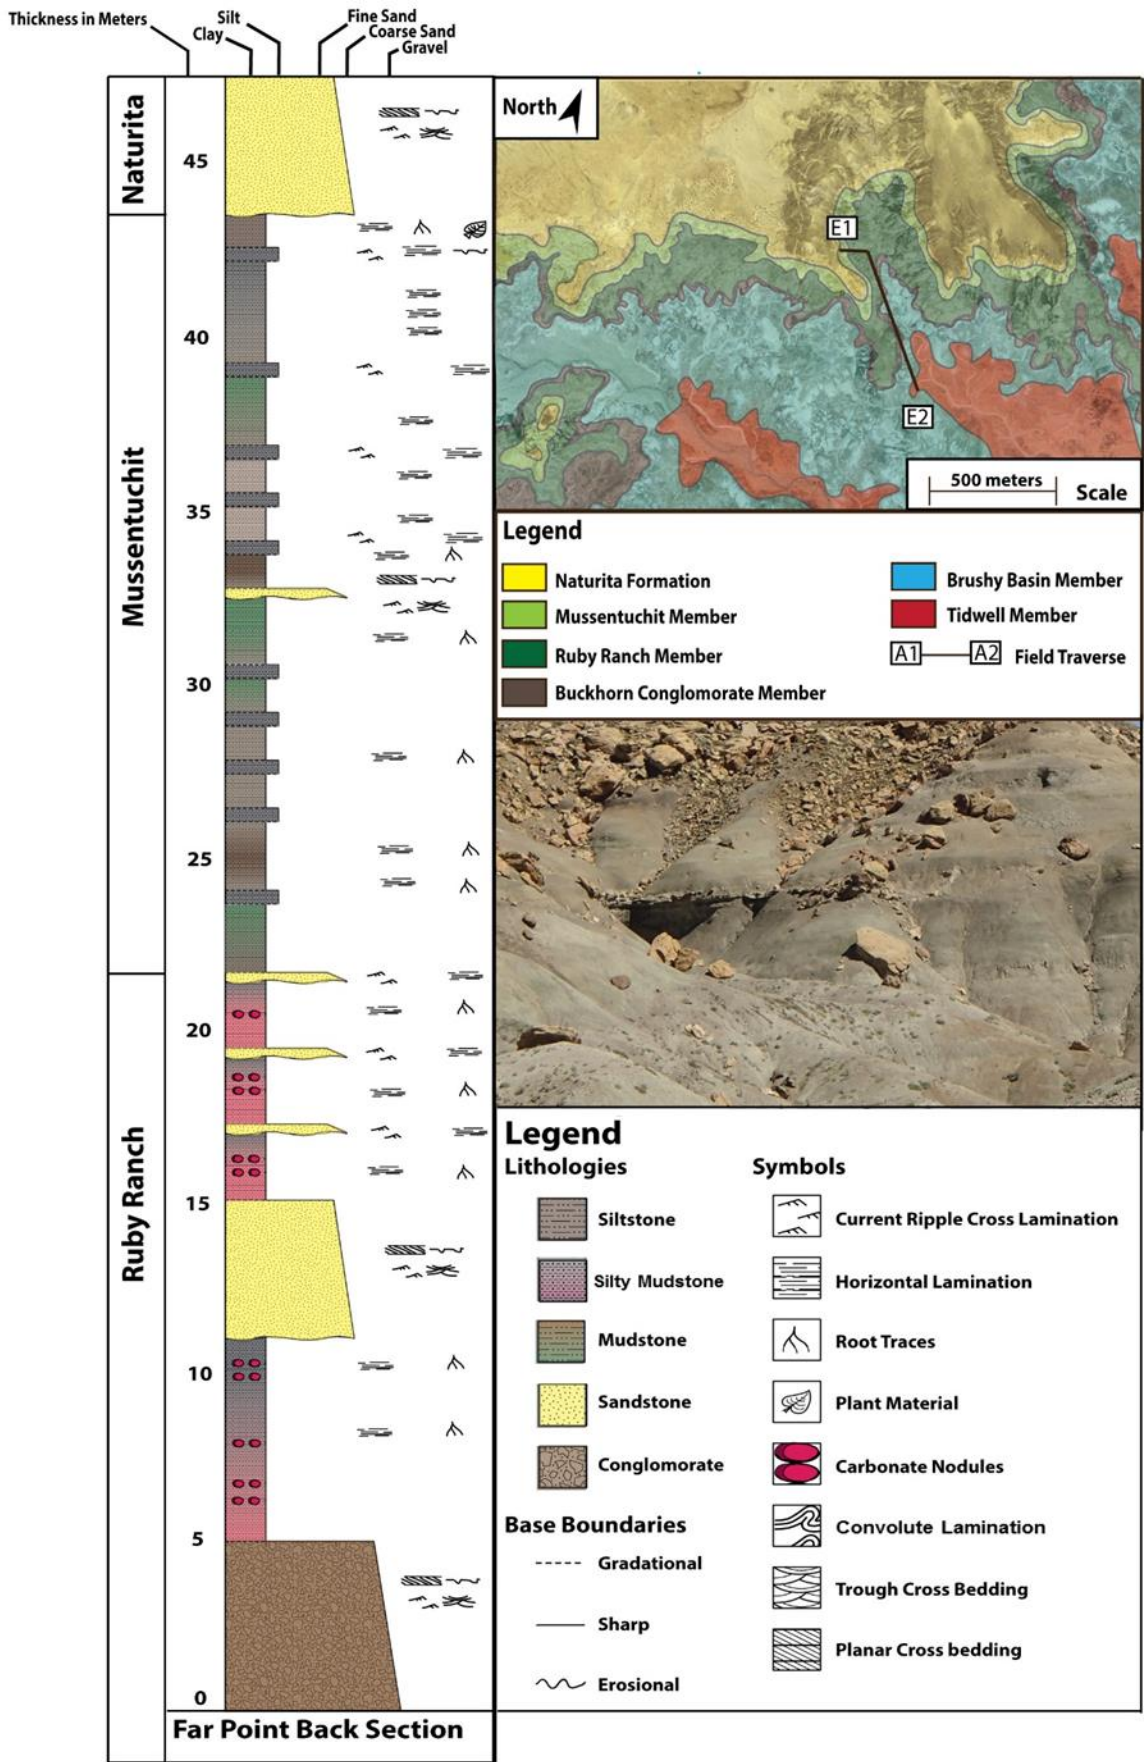 Thickness in Meters
Clay
Silt
Fine Sand
Coarse Sand
Gravel
Naturita
Mussentuchit
Ruby Ranch
45
40
35
30
25
20
15
10
5
0
Far Point Back Section
North
E1
E2
500 meters
Scale
Legend
Naturita Formation
Mussentuchit Member
Ruby Ranch Member
Buckhorn Conglomorate Member
Brushy Basin Member
Tidwell Member
A1 A2 Field Traverse
Legend
Lithologies
Siltstone
Silty Mudstone
Mudstone
Sandstone
Conglomorate
Base Boundaries
Gradational
Sharp
Erosional
Symbols
Current Ripple Cross Lamination
Horizontal Lamination
Root Traces
Plant Material
Carbonate Nodules
Convolute Lamination
Trough Cross Bedding
Planar Cross bedding